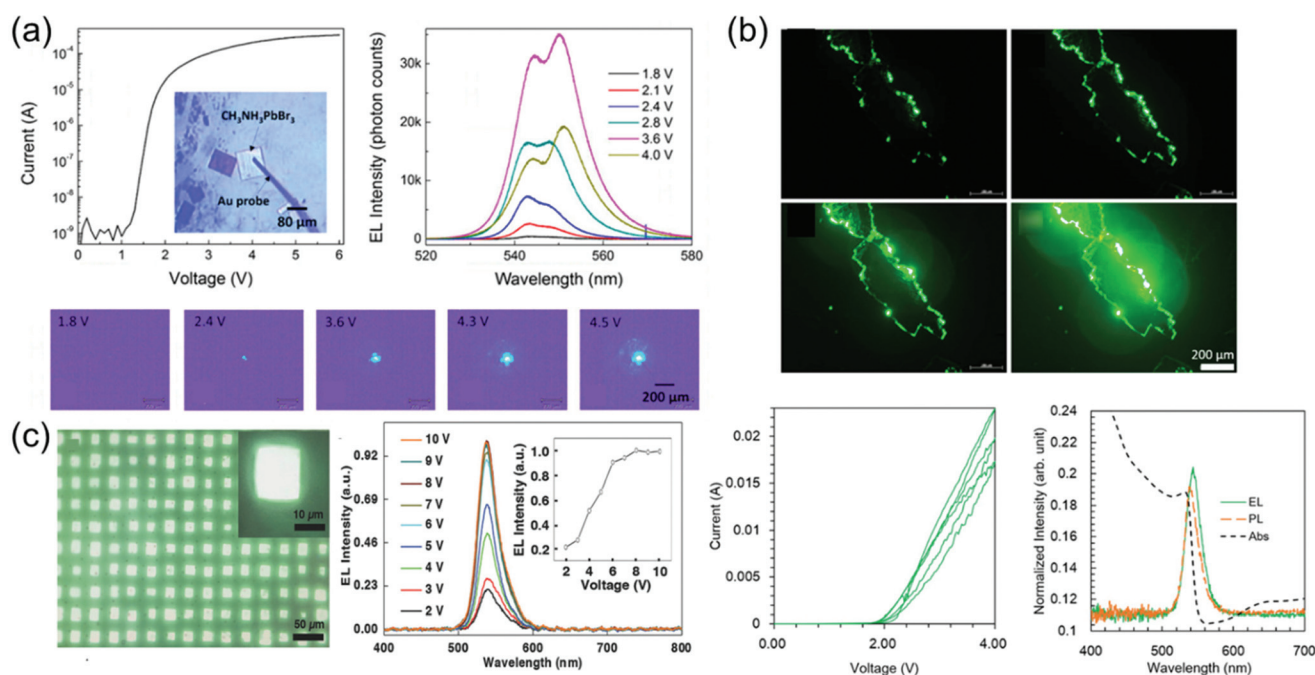 (a)
10⁻⁴
10⁻⁵
10⁻⁶
10⁻⁷
10⁻⁸
10⁻⁹
Current (A)
CH₃NH₃PbBr₃
Au probe
80 µm
0 1 2 3 4 5 6
Voltage (V)
EL Intensity (photon counts)
30k
20k
10k
0
1.8 V
2.1 V
2.4 V
2.8 V
3.6 V
4.0 V
520 540 560 580
Wavelength (nm)
1.8 V
2.4 V
3.6 V
4.3 V
4.5 V
200 µm
(b)
200 µm
Current (A)
0.02
0.015
0.01
0.005
0
0.00 2.00 4.00
Voltage (V)
Normalized Intensity (arb. unit)
0.24
0.22
0.2
0.18
0.16
0.14
0.12
0.1
EL
PL
Abs
400 500 600 700
Wavelength (nm)
(c)
10 µm
50 µm
EL Intensity (a.u.)
0.92
0.69
0.46
0.23
0.00
10 V
9 V
8 V
7 V
6 V
5 V
4 V
3 V
2 V
EL Intensity (a.u.)
1.0
0.8
0.6
0.4
0.2
2 4 6 8 10
Voltage (V)
400 500 600 700 800
Wavelength (nm)